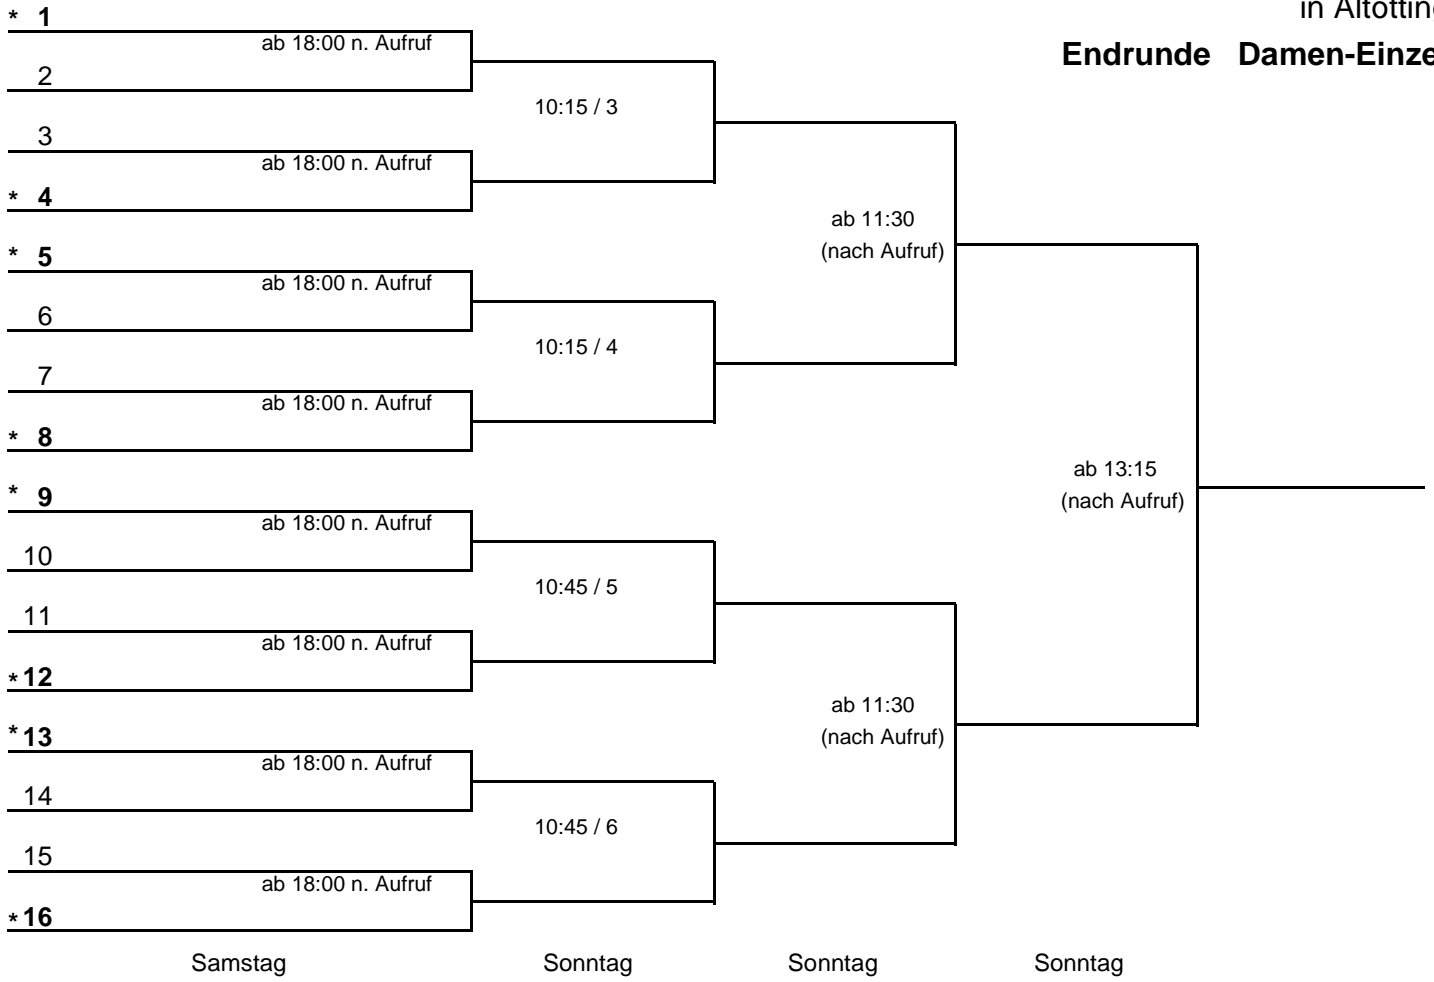 in Altötting
Endrunde Damen-Einze
* 1
ab 18:00 n. Aufruf
2
10:15 / 3
3
ab 18:00 n. Aufruf
* 4
ab 11:30
(nach Aufruf)
* 5
ab 18:00 n. Aufruf
6
10:15 / 4
7
ab 18:00 n. Aufruf
* 8
ab 13:15
(nach Aufruf)
* 9
ab 18:00 n. Aufruf
10
10:45 / 5
11
ab 18:00 n. Aufruf
* 12
ab 11:30
(nach Aufruf)
* 13
ab 18:00 n. Aufruf
14
10:45 / 6
15
ab 18:00 n. Aufruf
* 16
Samstag Sonntag Sonntag Sonntag